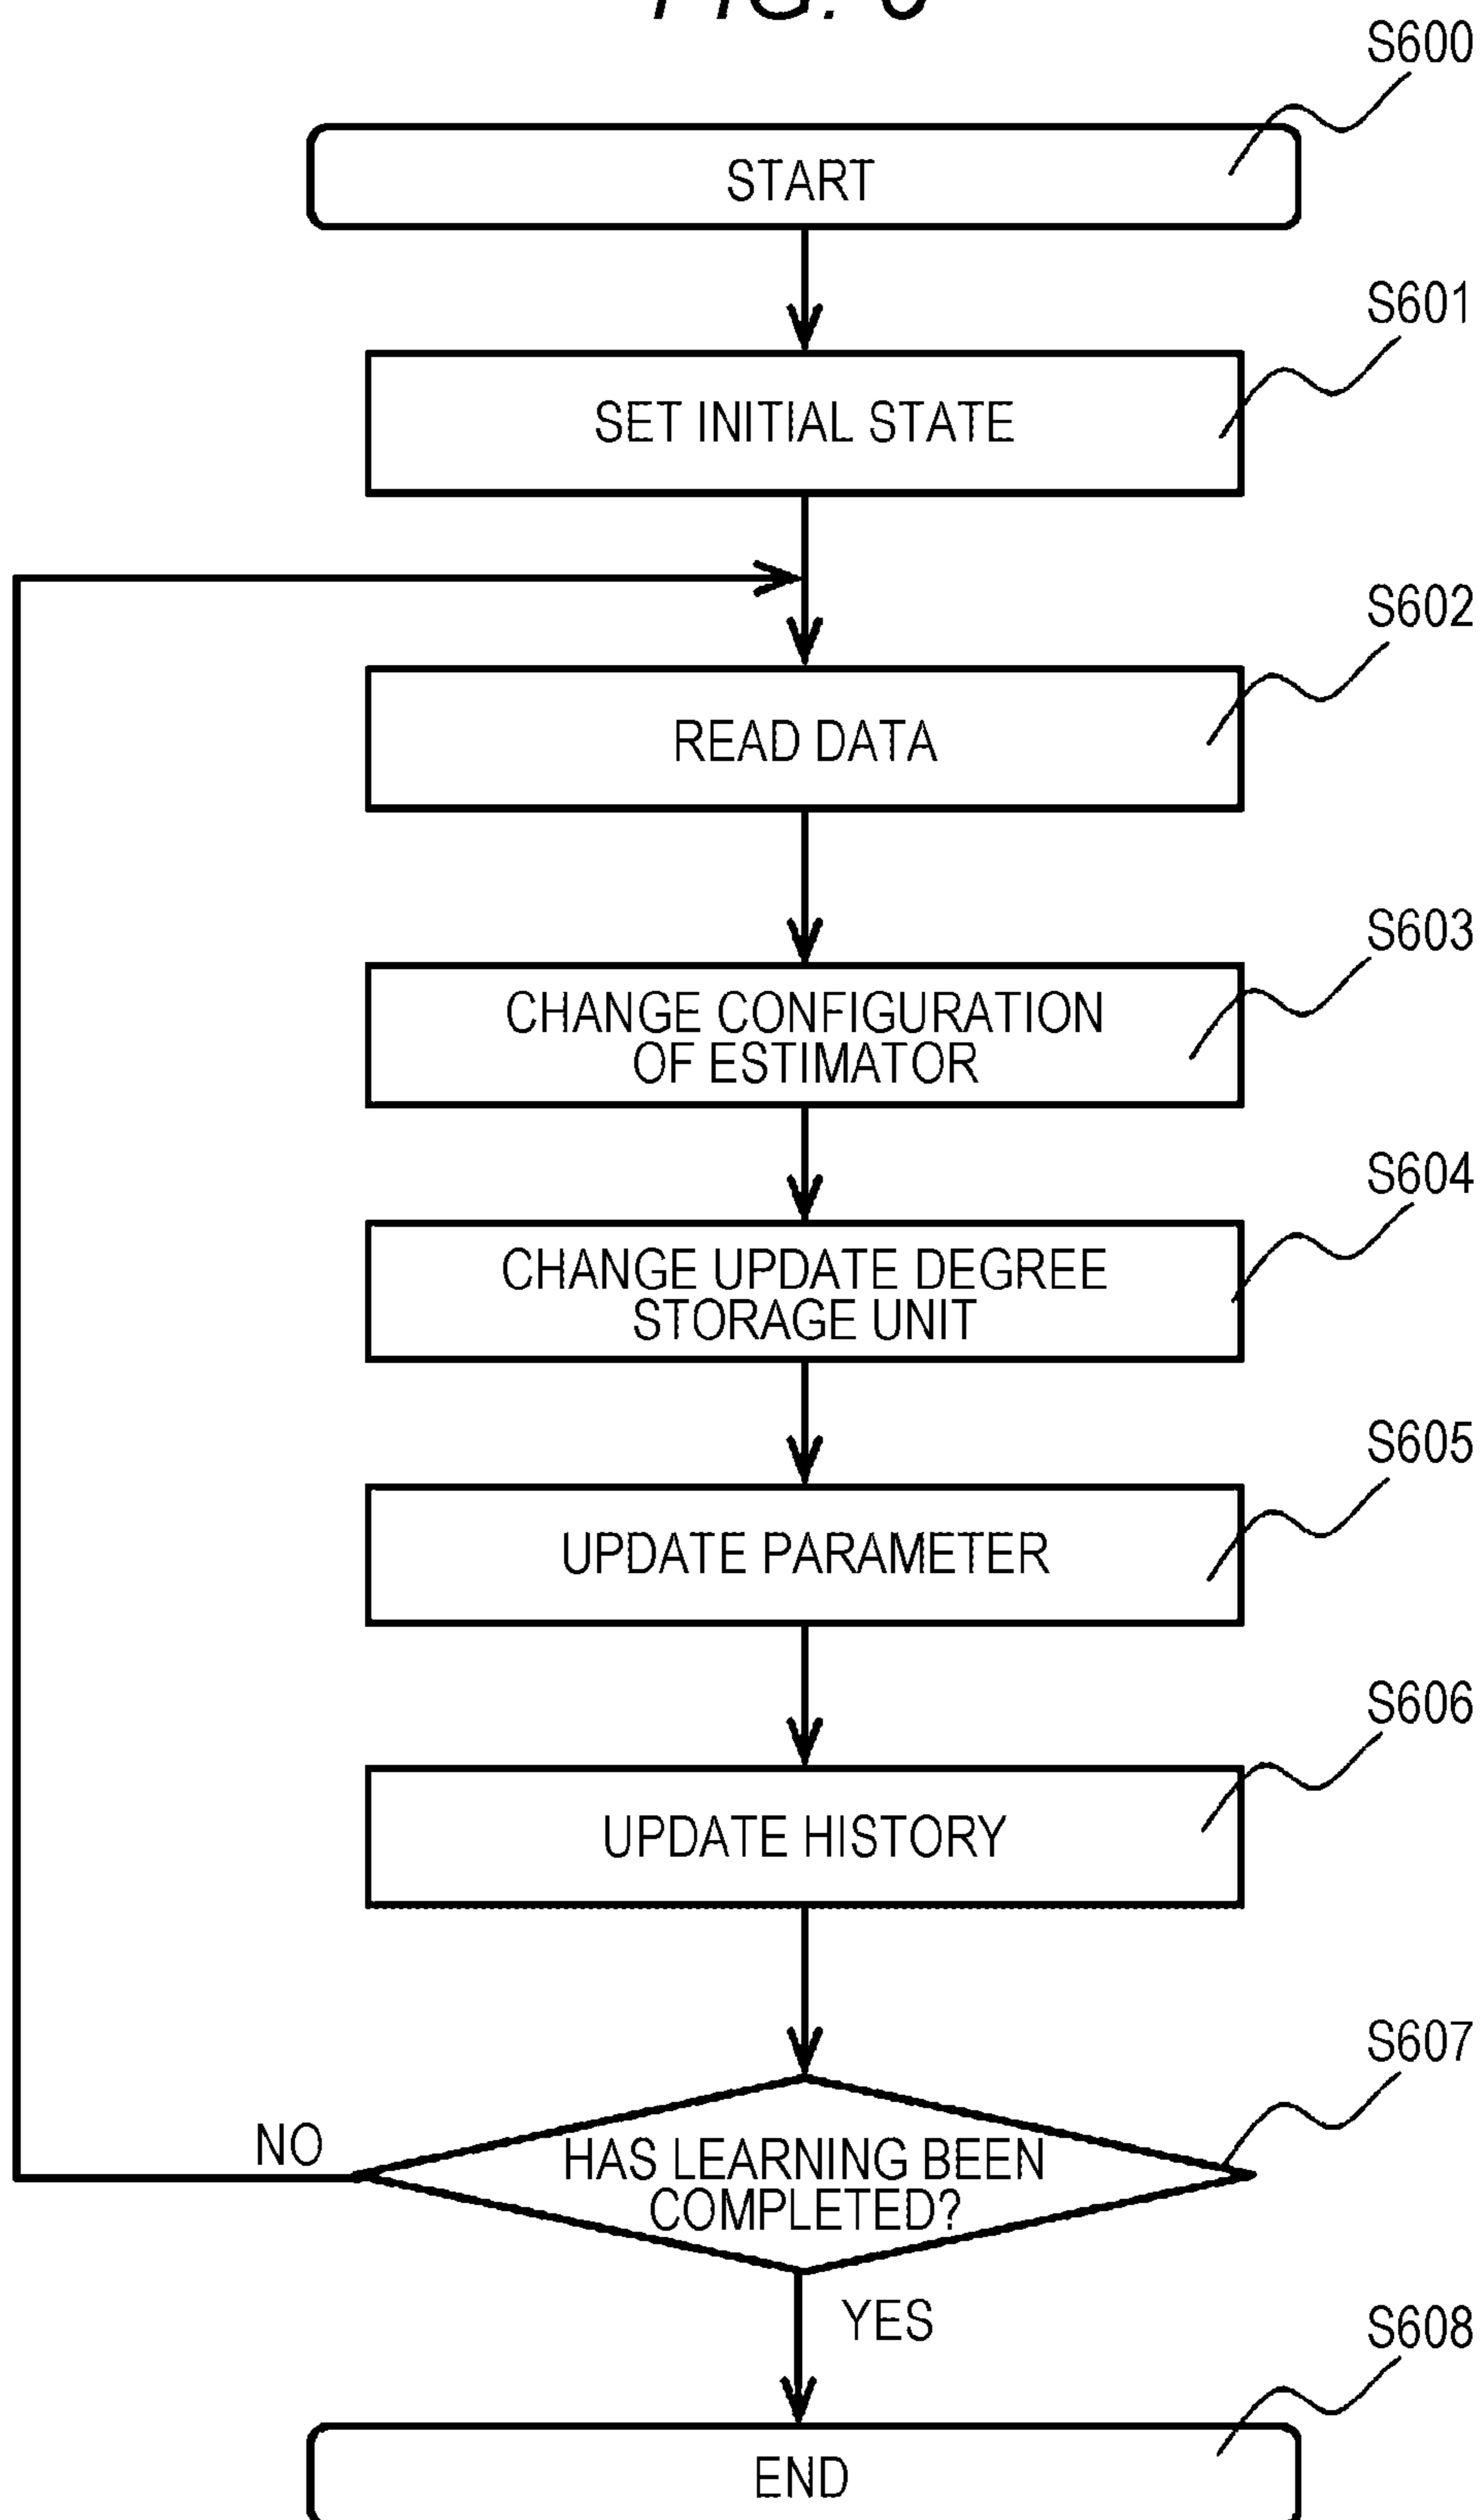 FIG.
S600
START
S601
SET INITIAL STATE
S602
READ DATA
S603
CHANGE CONFIGURATION
OF ESTIMATOR
S604
CHANGE UPDATE DEGREE
STORAGE UNIT
S605
UPDATE PARAMETER
S606
UPDATE HISTORY
S607
NO
HAS LEARNING BEEN
COMPLETED?
YES
S608
END